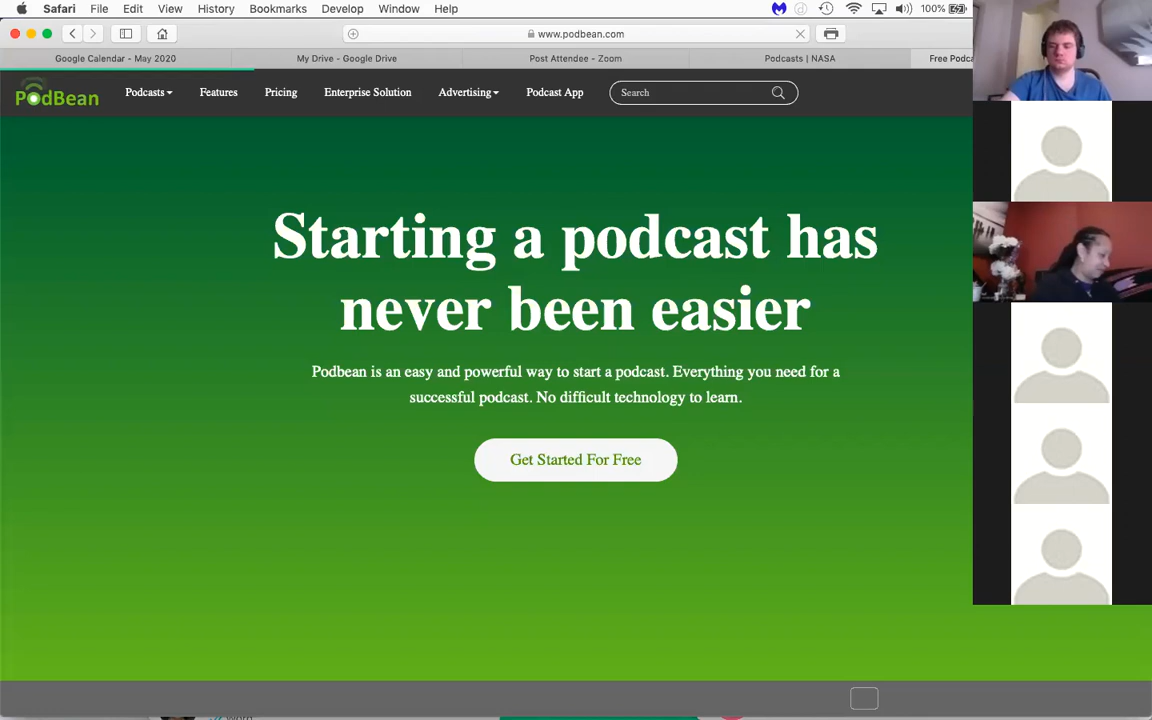 Safari File Edit View History Bookmarks Develop Window Help 100%
www.podbean.com
Google Calendar - May 2020 My Drive - Google Drive Post Attendee - Zoom Podcasts | NASA Free Podca
PodBean Podcasts Features Pricing Enterprise Solution Advertising Podcast App Search
Starting a podcast has
never been easier
Podbean is an easy and powerful way to start a podcast. Everything you need for a
successful podcast. No difficult technology to learn.
Get Started For Free
Word